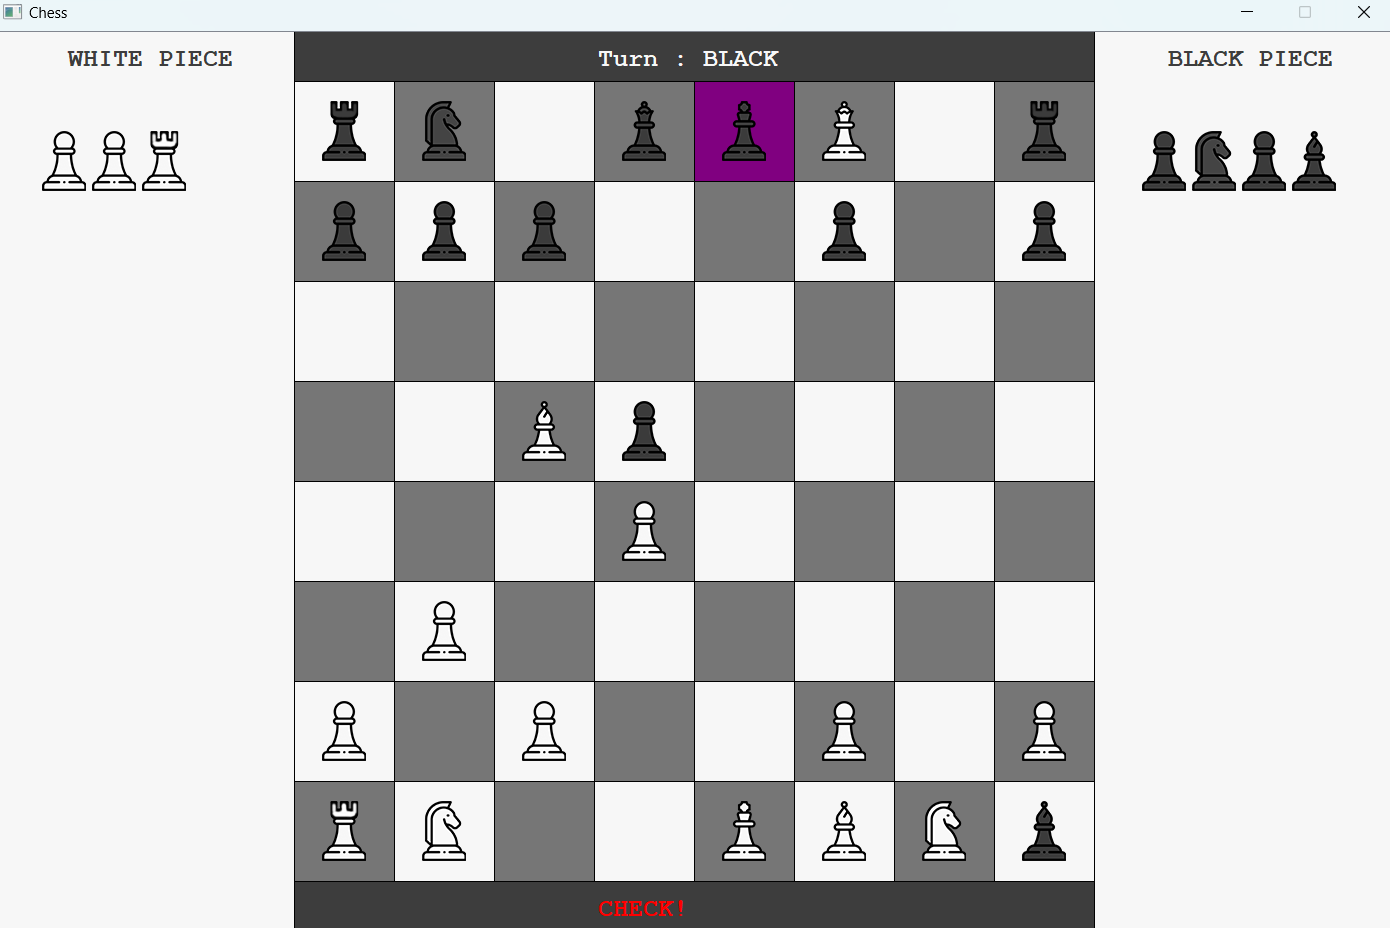 Chess
WHITE PIECE
Turn : BLACK
BLACK PIECE
CHECK!